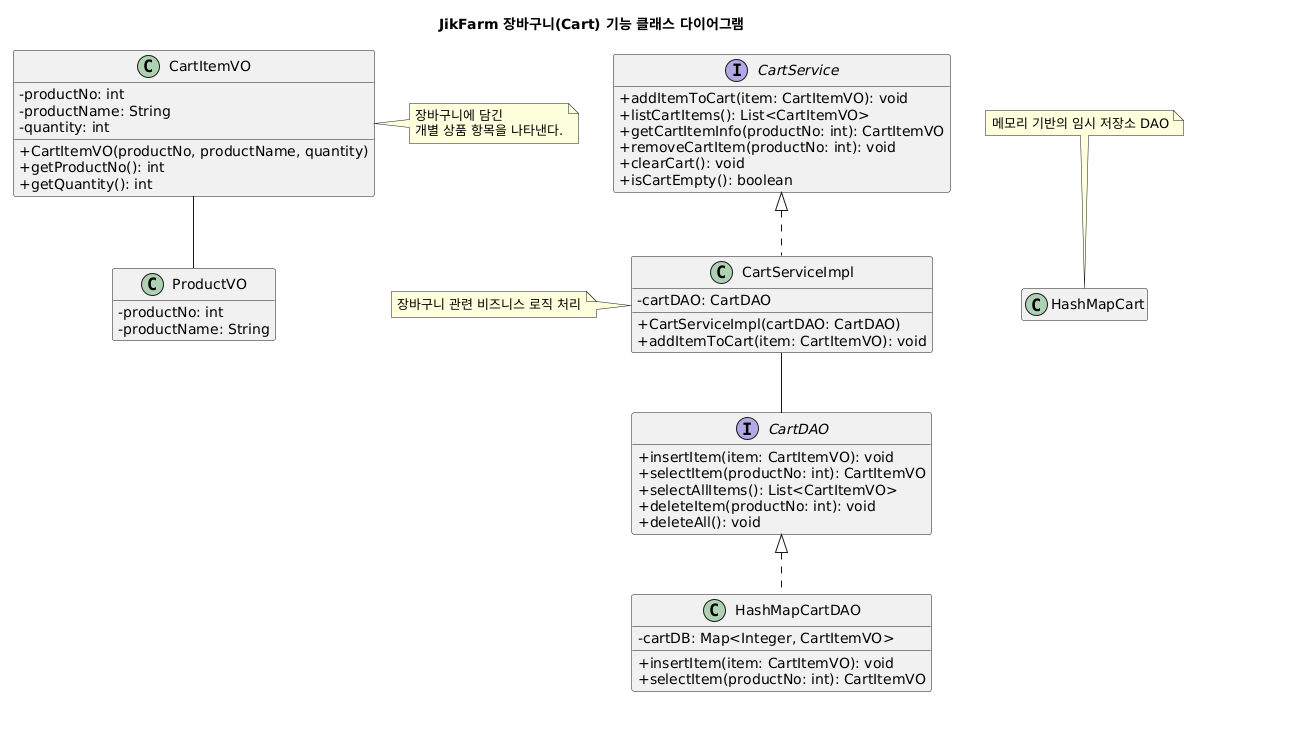 JikFarm 장바구니(Cart) 기능 클래스 다이어그램
C CartItemVO
-productNo: int
-productName: String
-quantity: int
+CartItemVO(productNo, productName, quantity)
+getProductNo(): int
+getQuantity(): int
장바구니에 담긴
개별 상품 항목을 나타낸다.
I CartService
+addItemToCart(item: CartItemVO): void
+listCartItems(): List<CartItemVO>
+getCartItemInfo(productNo: int): CartItemVO
+removeCartItem(productNo: int): void
+clearCart(): void
+isCartEmpty(): boolean
메모리 기반의 임시 저장소 DAO
C ProductVO
-productNo: int
-productName: String
장바구니 관련 비즈니스 로직 처리
C CartServiceImpl
-cartDAO: CartDAO
+CartServiceImpl(cartDAO: CartDAO)
+addItemToCart(item: CartItemVO): void
C HashMapCart
I CartDAO
+insertItem(item: CartItemVO): void
+selectItem(productNo: int): CartItemVO
+selectAllItems(): List<CartItemVO>
+deleteItem(productNo: int): void
+deleteAll(): void
C HashMapCartDAO
-cartDB: Map<Integer, CartItemVO>
+insertItem(item: CartItemVO): void
+selectItem(productNo: int): CartItemVO